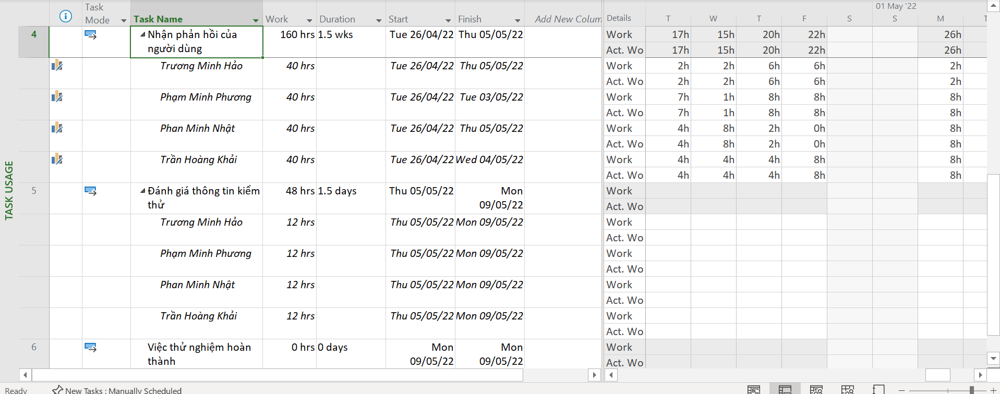 Task Mode Task Name Work Duration Start Finish Add New Colum Details T W T F S 01 May '22 S M T
4 Nhận phản hồi của người dùng 160 hrs 1.5 wks Tue 26/04/22 Thu 05/05/22 Work 17h 15h 20h 22h 26h
Act. Wo 17h 15h 20h 22h 26h
Trương Minh Hảo 40 hrs Tue 26/04/22 Thu 05/05/22 Work 2h 2h 6h 6h 2h
Act. Wo 2h 2h 6h 6h 2h
Phạm Minh Phương 40 hrs Tue 26/04/22 Tue 03/05/22 Work 7h 1h 8h 8h 8h
Act. Wo 7h 1h 8h 8h 8h
Phan Minh Nhật 40 hrs Tue 26/04/22 Thu 05/05/22 Work 4h 8h 2h 0h 8h
Act. Wo 4h 8h 2h 0h 8h
Trần Hoàng Khải 40 hrs Tue 26/04/22 Wed 04/05/22 Work 4h 4h 4h 8h 8h
Act. Wo 4h 4h 4h 8h 8h
5 Đánh giá thông tin kiểm thử 48 hrs 1.5 days Thu 05/05/22 Mon 09/05/22 Work
Act. Wo
Trương Minh Hảo 12 hrs Thu 05/05/22 Mon 09/05/22 Work
Act. Wo
Phạm Minh Phương 12 hrs Thu 05/05/22 Mon 09/05/22 Work
Act. Wo
Phan Minh Nhật 12 hrs Thu 05/05/22 Mon 09/05/22 Work
Act. Wo
Trần Hoàng Khải 12 hrs Thu 05/05/22 Mon 09/05/22 Work
Act. Wo
6 Việc thử nghiệm hoàn thành 0 hrs 0 days Mon 09/05/22 Mon 09/05/22 Work
Act. Wo
TASK USAGE
Ready New Tasks : Manually Scheduled